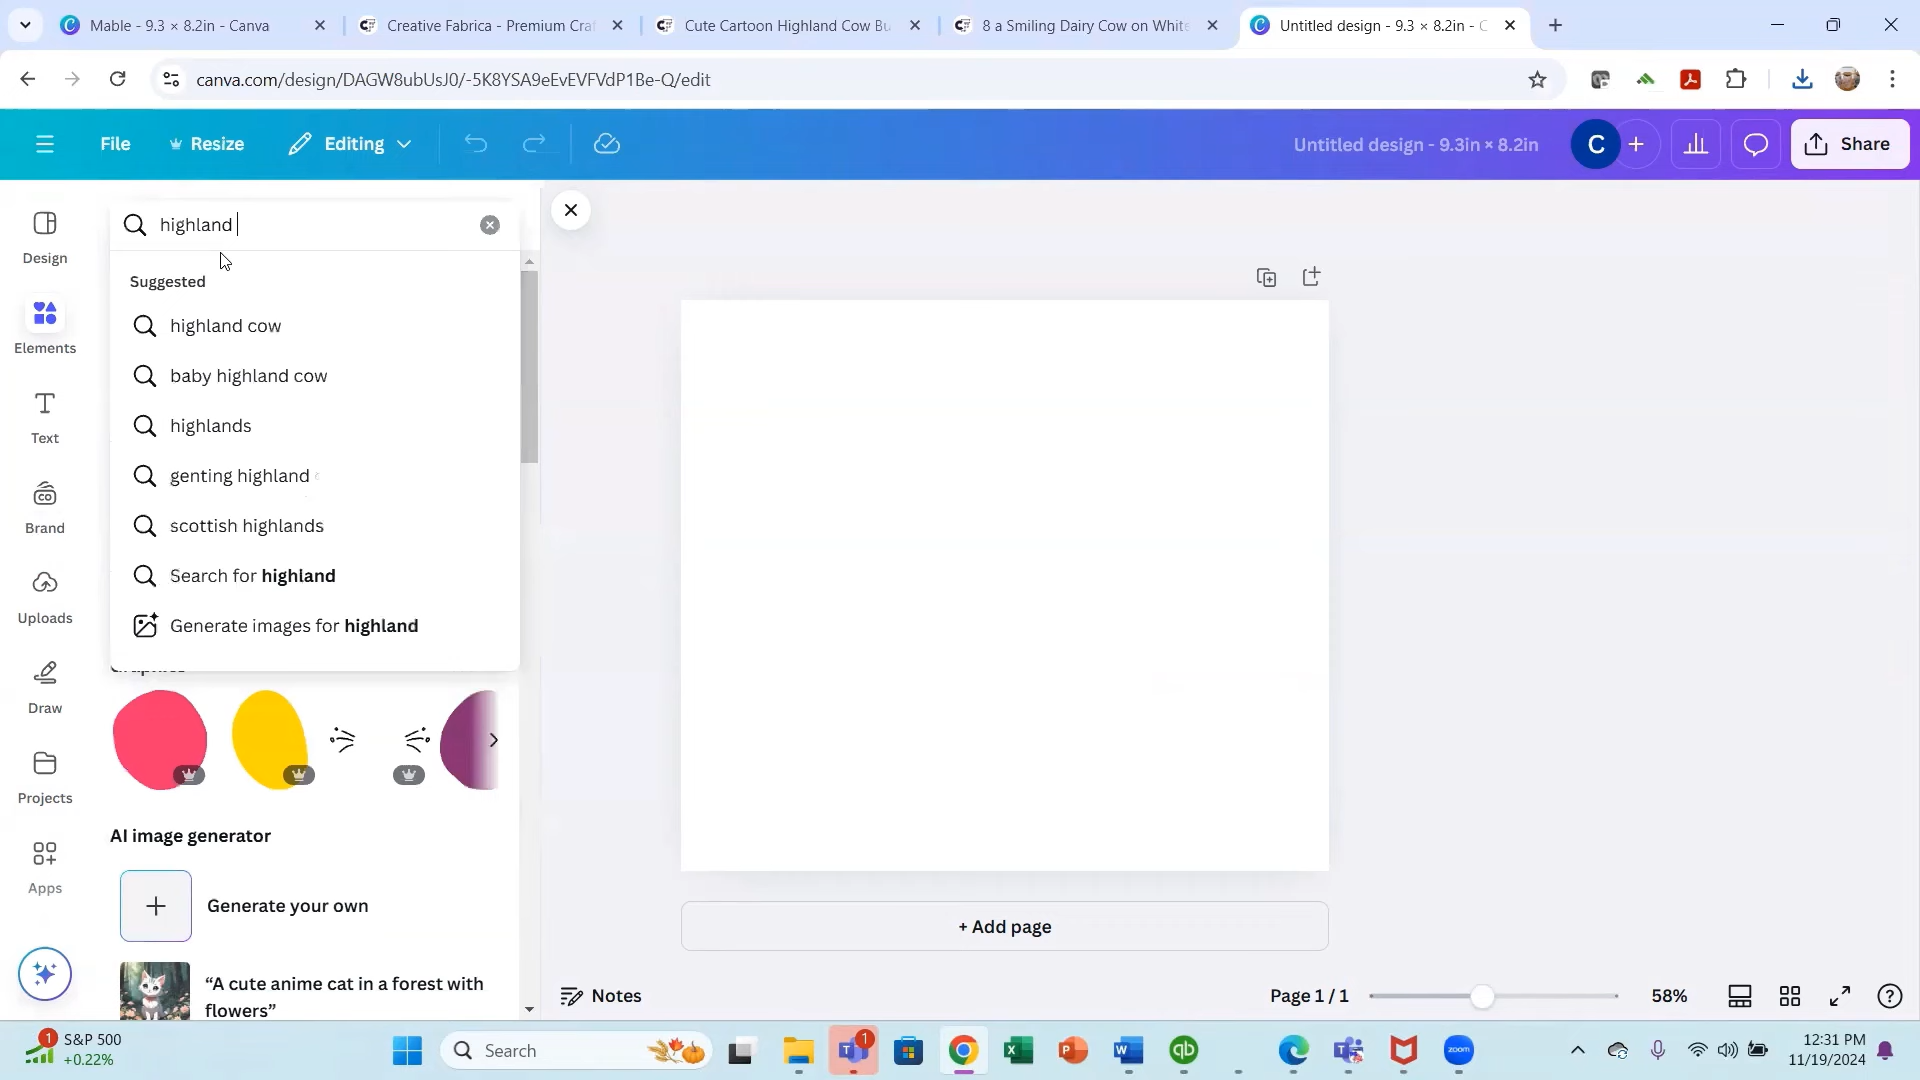 Mable - 9.3 × 8.2in - Canva
Creative Fabrica - Premium Cra
Cute Cartoon Highland Cow Bu
8 a Smiling Dairy Cow on White
Untitled design - 9.3 × 8.2in - C
canva.com/design/DAGW8ubUsJ0/-5K8YSA9eEvEVFVdP1Be-Q/edit
File
Resize
Editing
Untitled design - 9.3in × 8.2in
C
Share
highland
Design
Suggested
highland cow
Elements
baby highland cow
highlands
Text
genting highland
scottish highlands
Brand
Search for highland
Uploads
Generate images for highland
Draw
Projects
AI image generator
Apps
Generate your own
+ Add page
“A cute anime cat in a forest with
flowers”
Notes
Page 1 / 1
58%
1
S&P 500
+0.22%
Search
1
zoom
12:31 PM
11/19/2024